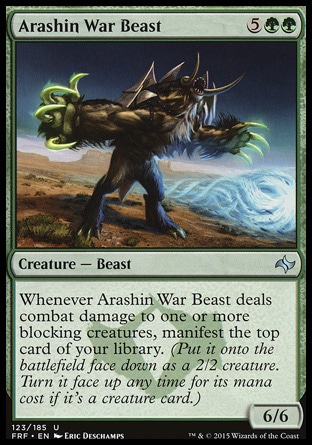 Arashin War Beast 5
Creature — Beast
Whenever Arashin War Beast deals
combat damage to one or more
blocking creatures, manifest the top
card of your library. (Put it onto the
battlefield face down as a 2/2 creature.
Turn it face up any time for its mana
cost if it's a creature card.)
6/6
123/185 U
FRF • EN Eric Deschamps
™ & © 2015 Wizards of the Coast